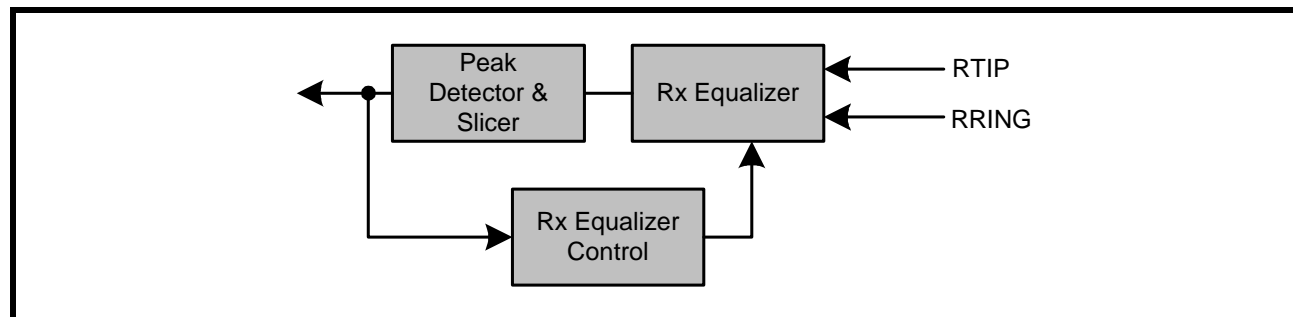 Peak
Detector &
Slicer
Rx Equalizer
RTIP
RRING
Rx Equalizer
Control